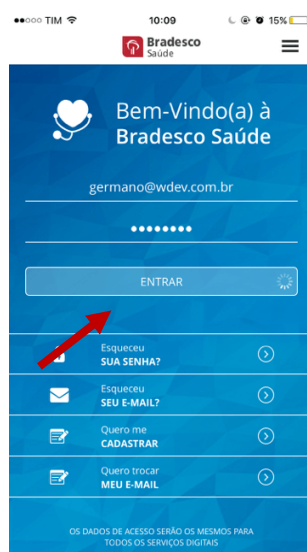 TIM 10:09 15%
Bradesco
Saúde
Bem-Vindo(a) à
Bradesco Saúde
germano@wdev.com.br
••••••••
ENTRAR
Esqueceu
SUA SENHA?
Esqueceu
SEU E-MAIL?
Quero me
CADASTRAR
Quero trocar
MEU E-MAIL
OS DADOS DE ACESSO SERÃO OS MESMOS PARA
TODOS OS SERVIÇOS DIGITAIS